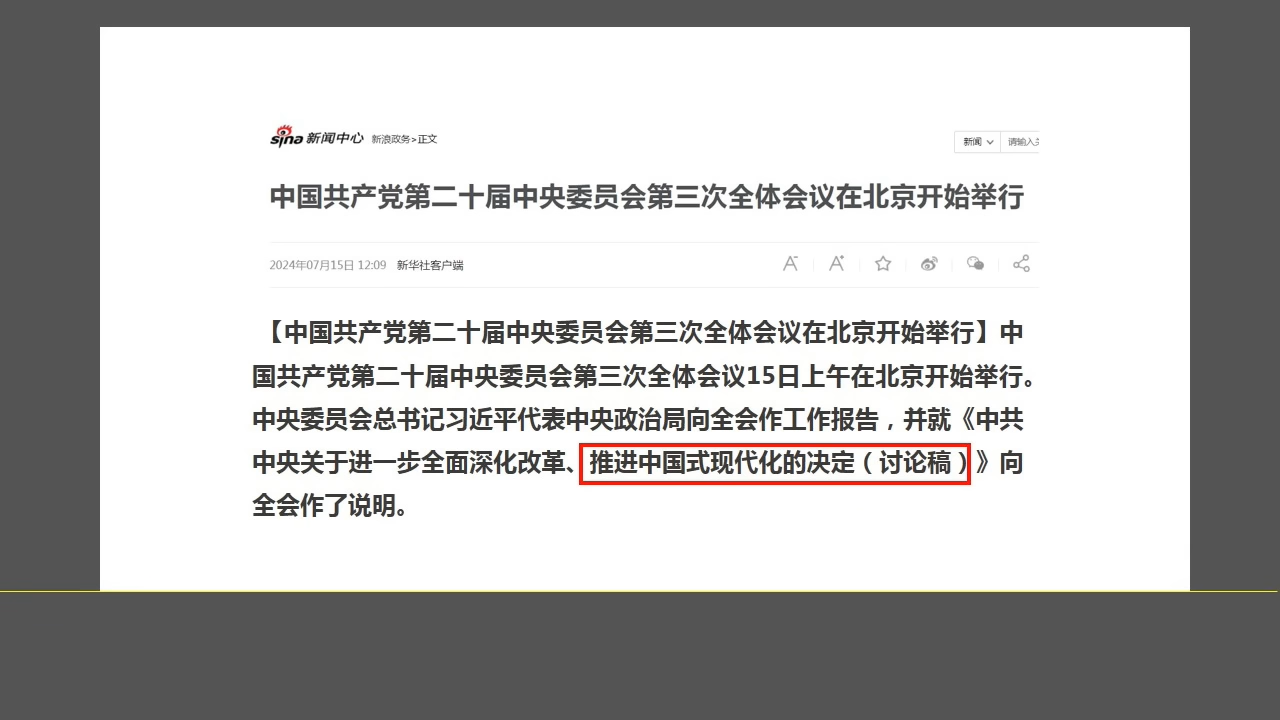 sina 新闻中心 新浪政务>正文
新闻 请输入关
中国共产党第二十届中央委员会第三次全体会议在北京开始举行
2024年07月15日 12:09 新华社客户端
【中国共产党第二十届中央委员会第三次全体会议在北京开始举行】中
国共产党第二十届中央委员会第三次全体会议15日上午在北京开始举行。
中央委员会总书记习近平代表中央政治局向全会作工作报告，并就《中共
中央关于进一步全面深化改革、推进中国式现代化的决定（讨论稿）》向
全会作了说明。